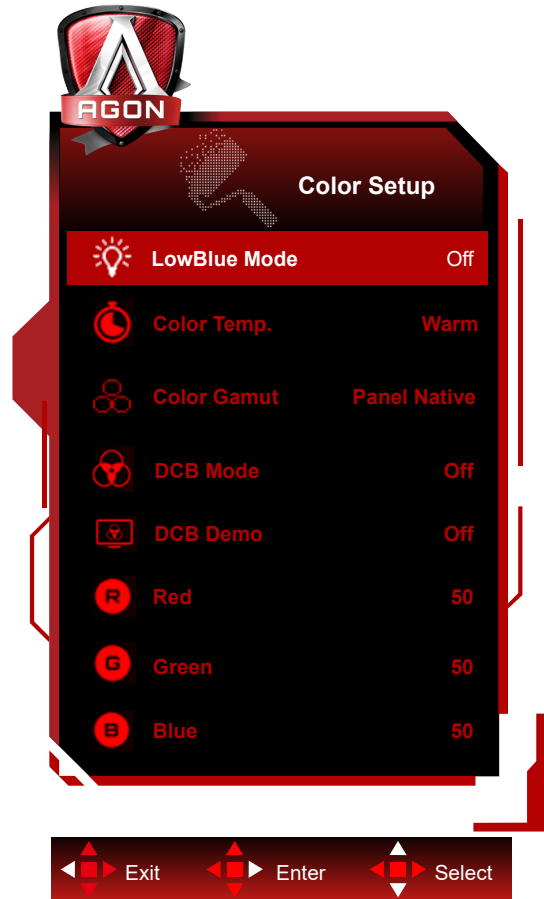 AGON
Color Setup
LowBlue Mode Off
Color Temp. Warm
Color Gamut Panel Native
DCB Mode Off
DCB Demo Off
R Red 50
G Green 50
B Blue 50
Exit Enter Select